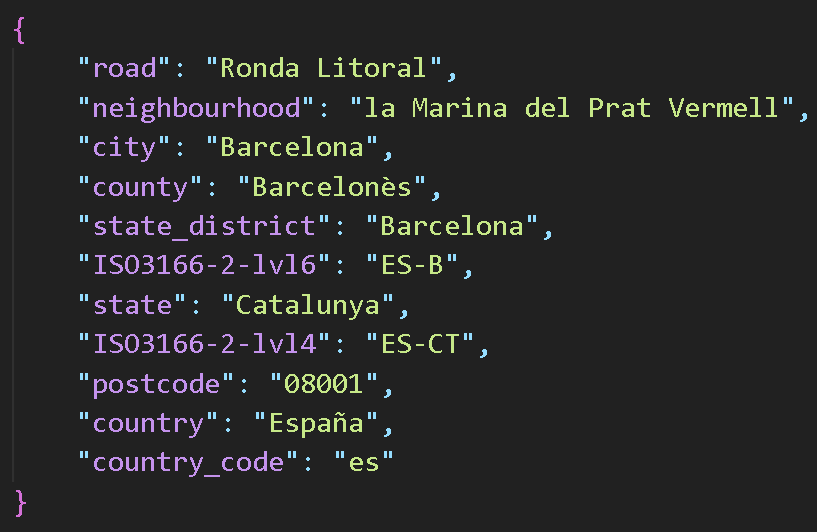 {
"road": "Ronda Litoral",
"neighbourhood": "la Marina del Prat Vermell",
"city": "Barcelona",
"county": "Barcelonès",
"state_district": "Barcelona",
"ISO3166-2-lvl6": "ES-B",
"state": "Catalunya",
"ISO3166-2-lvl4": "ES-CT",
"postcode": "08001",
"country": "España",
"country_code": "es"
}